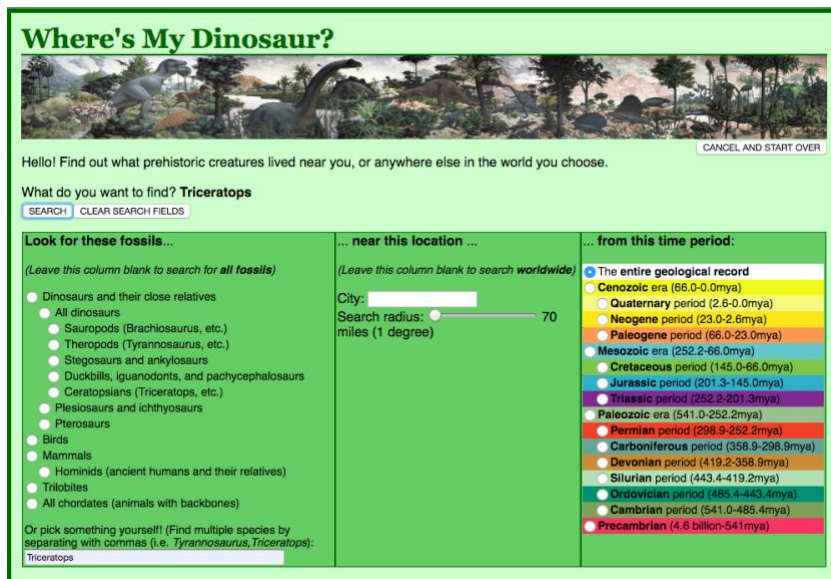 Where's My Dinosaur?
CANCEL AND START OVER
Hello! Find out what prehistoric creatures lived near you, or anywhere else in the world you choose.
What do you want to find? Triceratops
SEARCH CLEAR SEARCH FIELDS
Look for these fossils...
(Leave this column blank to search for all fossils)
Dinosaurs and their close relatives
All dinosaurs
Sauropods (Brachiosaurus, etc.)
Theropods (Tyrannosaurus, etc.)
Stegosaurs and ankylosaurs
Duckbills, iguanodonts, and pachycephalosaurs
Ceratopsians (Triceratops, etc.)
Plesiosaurs and ichthyosaurs
Pterosaurs
Birds
Mammals
Hominids (ancient humans and their relatives)
Trilobites
All chordates (animals with backbones)
Or pick something yourself! (Find multiple species by
separating with commas (i.e. Tyrannosaurus,Triceratops):
Triceratops
... near this location ...
(Leave this column blank to search worldwide)
City:
Search radius: 70
miles (1 degree)
... from this time period:
The entire geological record
Cenozoic era (66.0-0.0mya)
Quaternary period (2.6-0.0mya)
Neogene period (23.0-2.6mya)
Paleogene period (66.0-23.0mya)
Mesozoic era (252.2-66.0mya)
Cretaceous period (145.0-66.0mya)
Jurassic period (201.3-145.0mya)
Triassic period (252.2-201.3mya)
Paleozoic era (541.0-252.2mya)
Permian period (298.9-252.2mya)
Carboniferous period (358.9-298.9mya)
Devonian period (419.2-358.9mya)
Silurian period (443.4-419.2mya)
Ordovician period (485.4-443.4mya)
Cambrian period (541.0-485.4mya)
Precambrian (4.6 billion-541mya)